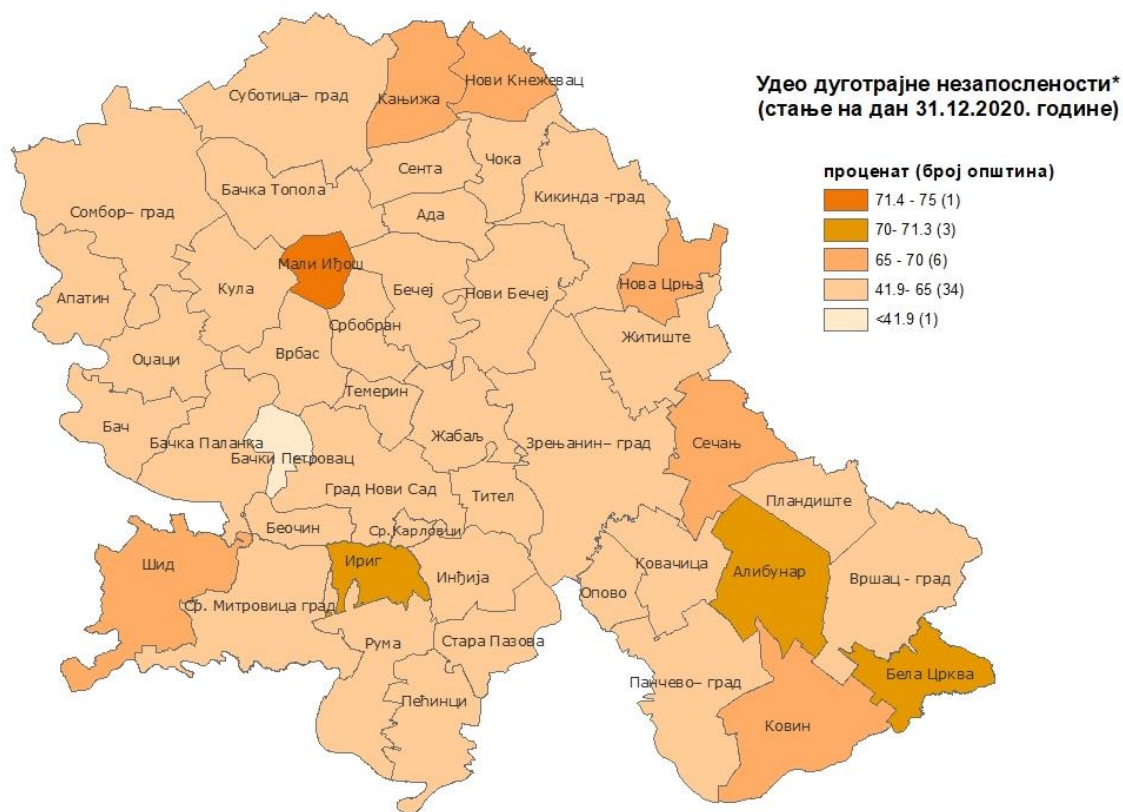 Удео дуготрајне незапослености*
(стање на дан 31.12.2020. године)
проценат (број општина)
71.4 - 75 (1)
70- 71.3 (3)
65 - 70 (6)
41.9- 65 (34)
<41.9 (1)
Суботица– град
Кањижа
Нови Кнежевац
Сента
Чока
Бачка Топола
Кикинда -град
Сомбор– град
Ада
Мали Иђош
Апатин
Кула
Бечеј
Нови Бечеј
Нова Црња
Србобран
Житиште
Оџаци
Врбас
Темерин
Бач
Бачка Паланка
Жабаљ
Зрењанин– град
Сечањ
Бачки Петровац
Град Нови Сад
Тител
Пландиште
Беочин
Ср.Карловци
Шид
Ириг
Инђија
Ковачица
Алибунар
Вршац - град
Опово
Ср. Митровица град
Рума
Стара Пазова
Бела Црква
Панчево– град
Пећинци
Ковин